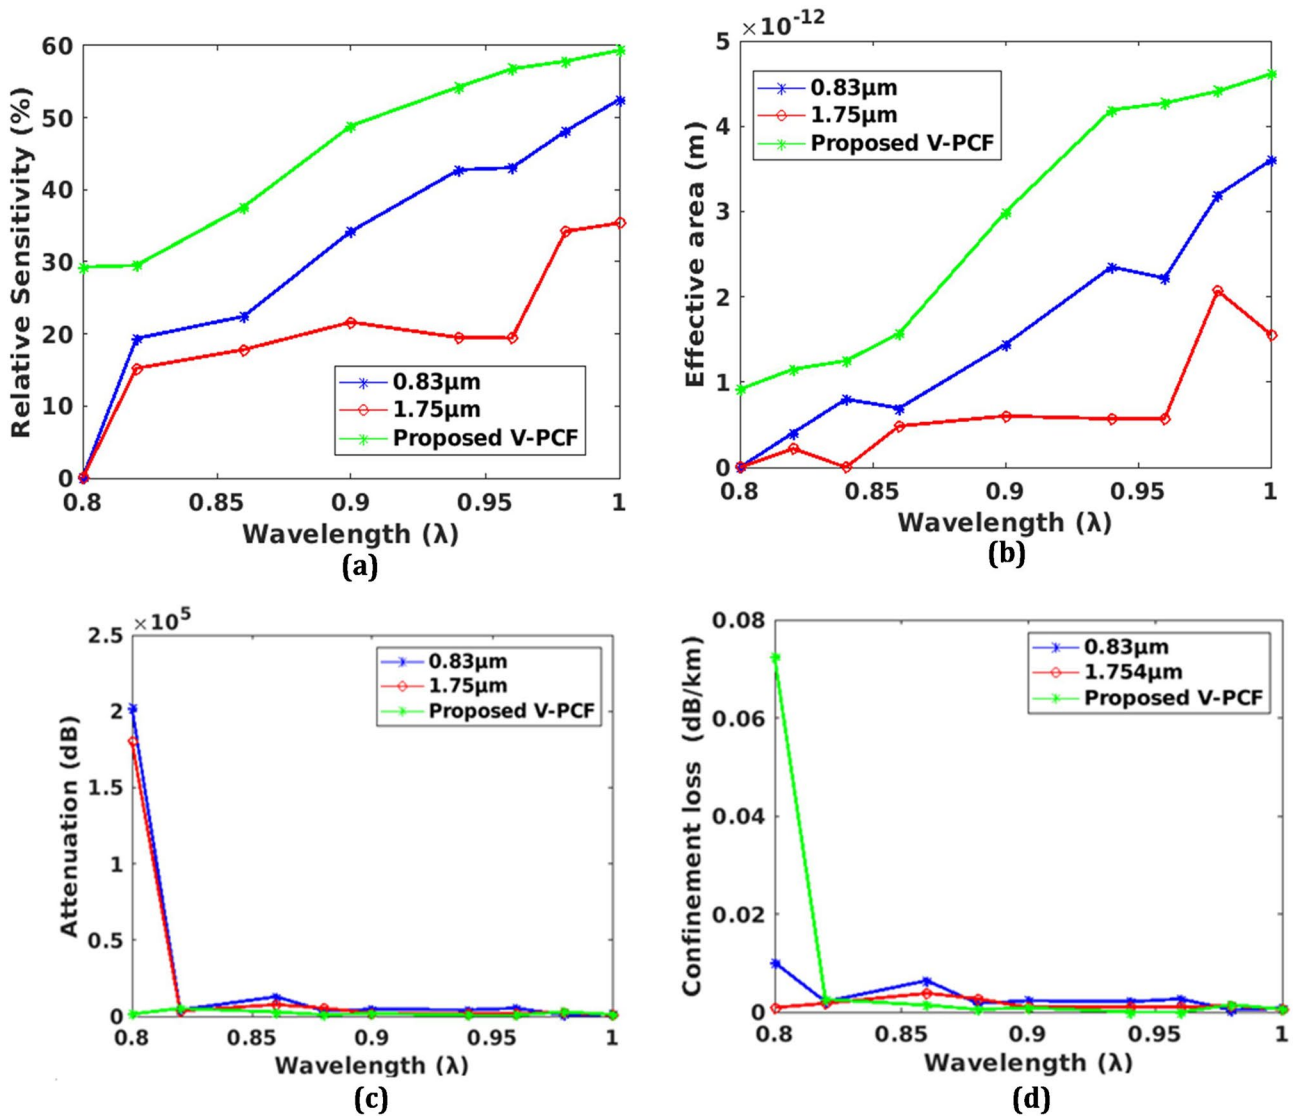 60
50
40
30
20
10
0
Relative Sensitivity (%)
0.83µm
1.75µm
Proposed V-PCF
0.8 0.85 0.9 0.95 1
Wavelength (λ)
(a)
×10⁻¹²
5
4
3
2
1
0
Effective area (m)
0.83µm
1.75µm
Proposed V-PCF
0.8 0.85 0.9 0.95 1
Wavelength (λ)
(b)
×10⁵
2.5
2
1.5
1
0.5
0
Attenuation (dB)
0.83µm
1.75µm
Proposed V-PCF
0.8 0.85 0.9 0.95 1
Wavelength (λ)
(c)
0.08
0.06
0.04
0.02
0
Confinement loss (dB/km)
0.83µm
1.754µm
Proposed V-PCF
0.8 0.85 0.9 0.95 1
Wavelength (λ)
(d)